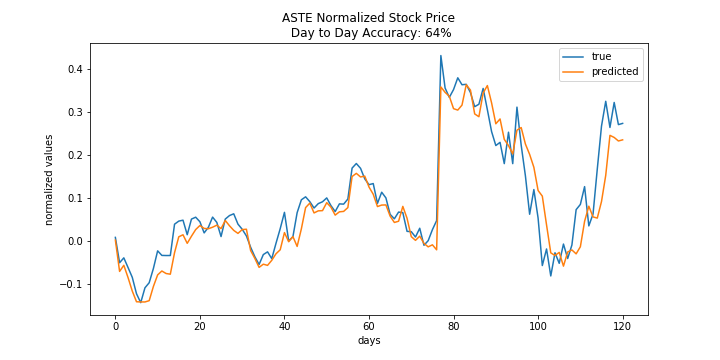 ASTE Normalized Stock Price
Day to Day Accuracy: 64%
true
predicted
normalized values
0.4
0.3
0.2
0.1
0.0
−0.1
0
20
40
60
80
100
120
days